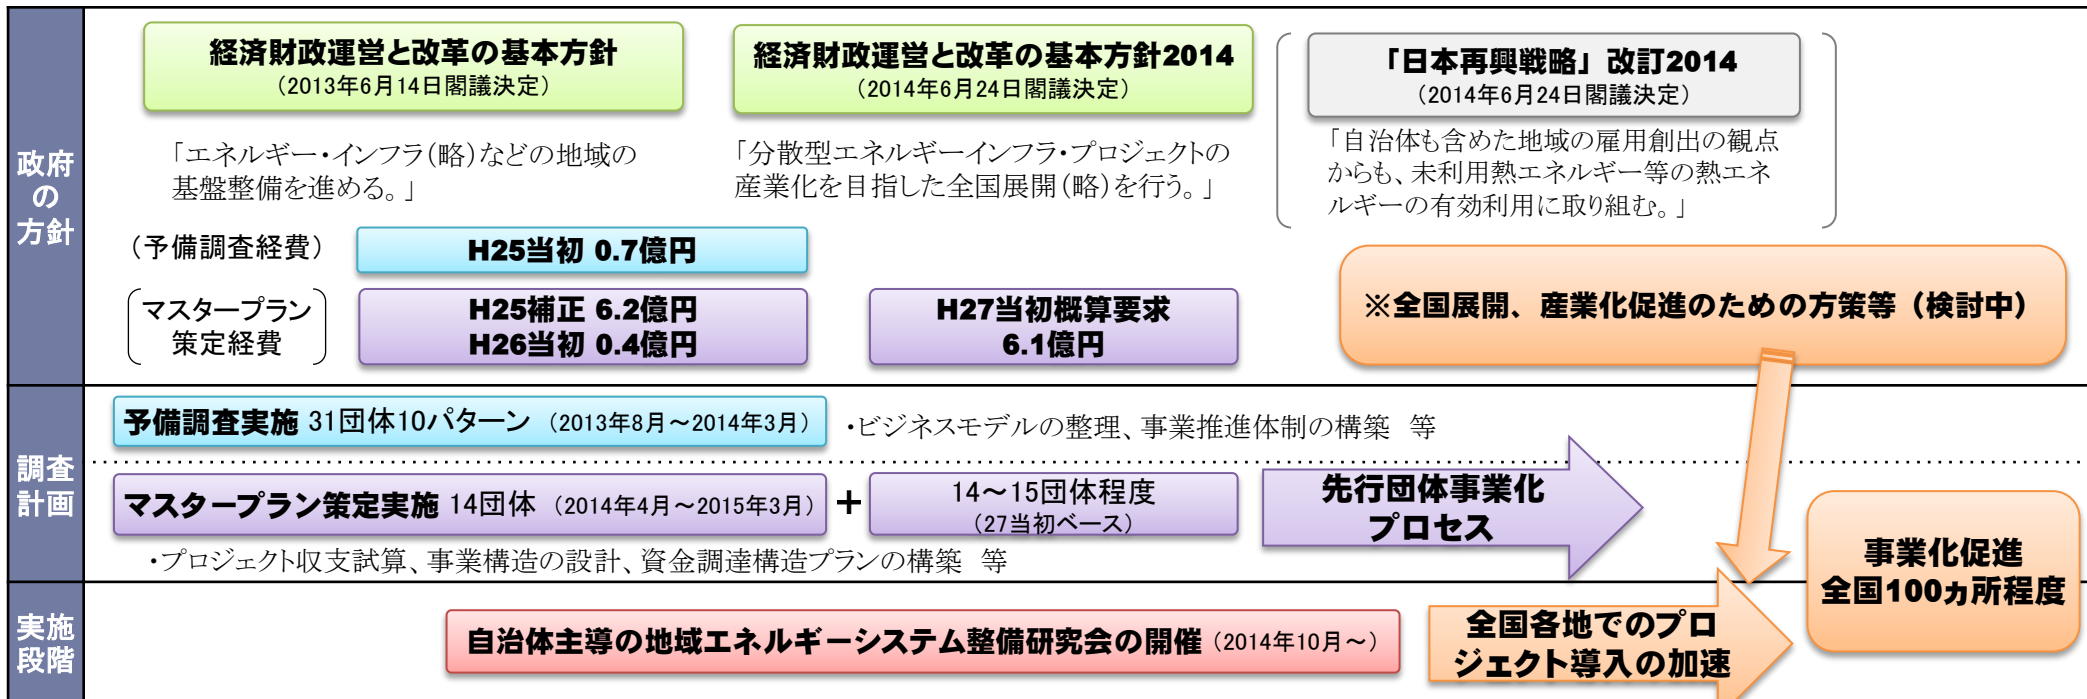 政府
の
方針
経済財政運営と改革の基本方針
（2013年6月14日閣議決定）
「エネルギー・インフラ（略）などの地域の
基盤整備を進める。」
経済財政運営と改革の基本方針2014
（2014年6月24日閣議決定）
「分散型エネルギーインフラ・プロジェクトの
産業化を目指した全国展開（略）を行う。」
「日本再興戦略」改訂2014
（2014年6月24日閣議決定）
「自治体も含めた地域の雇用創出の観点
からも、未利用熱エネルギー等の熱エネ
ルギーの有効利用に取り組む。」
（予備調査経費）
H25当初 0.7億円
マスタープラン
策定経費
H25補正 6.2億円
H26当初 0.4億円
H27当初概算要求
6.1億円
※全国展開、産業化促進のための方策等（検討中）
調査
計画
予備調査実施 31団体10パターン （2013年8月～2014年3月）
・ビジネスモデルの整理、事業推進体制の構築 等
マスタープラン策定実施 14団体 （2014年4月～2015年3月）
＋
14～15団体程度
（27当初ベース）
先行団体事業化
プロセス
・プロジェクト収支試算、事業構造の設計、資金調達構造プランの構築 等
事業化促進
全国100ヵ所程度
実施
段階
自治体主導の地域エネルギーシステム整備研究会の開催（2014年10月～）
全国各地でのプロ
ジェクト導入の加速